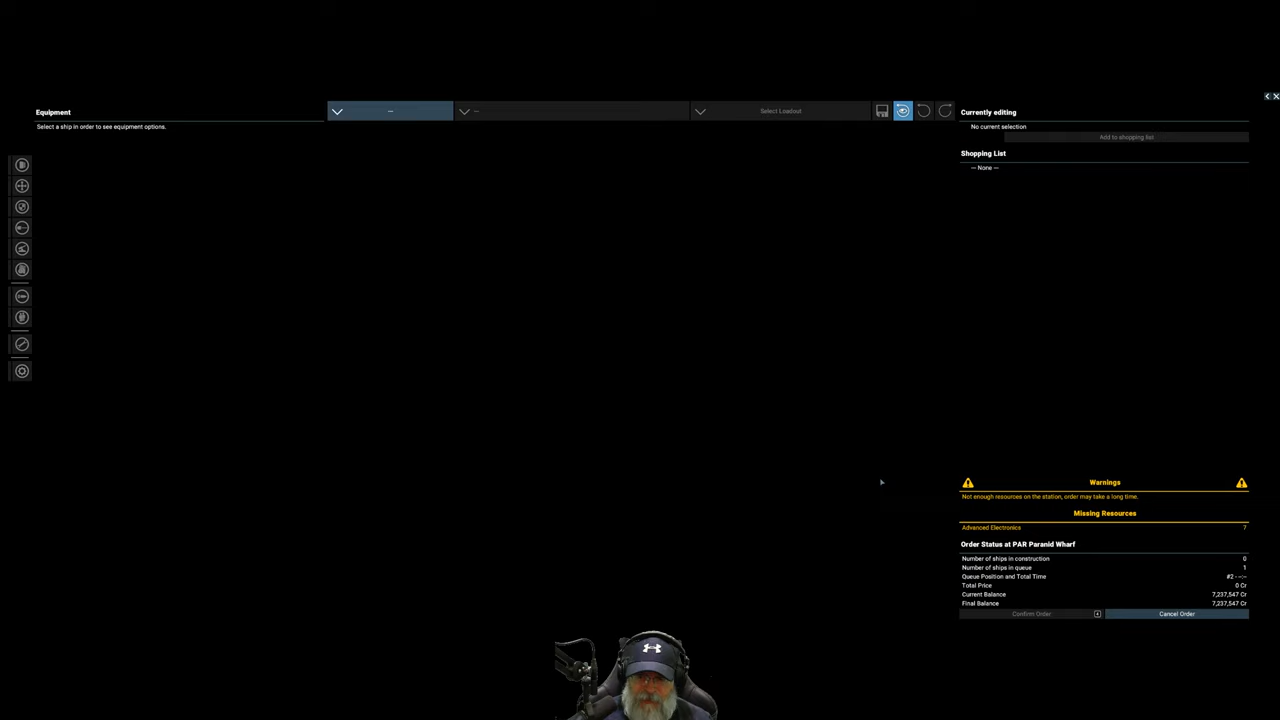 Equipment
Select a ship in order to see equipment options.
—
—
Select Loadout
Currently editing
No current selection
Add to shopping list
Shopping List
— None —
Warnings
Not enough resources on the station, order may take a long time.
Missing Resources
Advanced Electronics 7
Order Status at PAR Paranid Wharf
Number of ships in construction 0
Number of ships in queue 1
Queue Position and Total Time #2 - --:--
Total Price 0 Cr
Current Balance 7,237,547 Cr
Final Balance 7,237,547 Cr
Confirm Order
Cancel Order